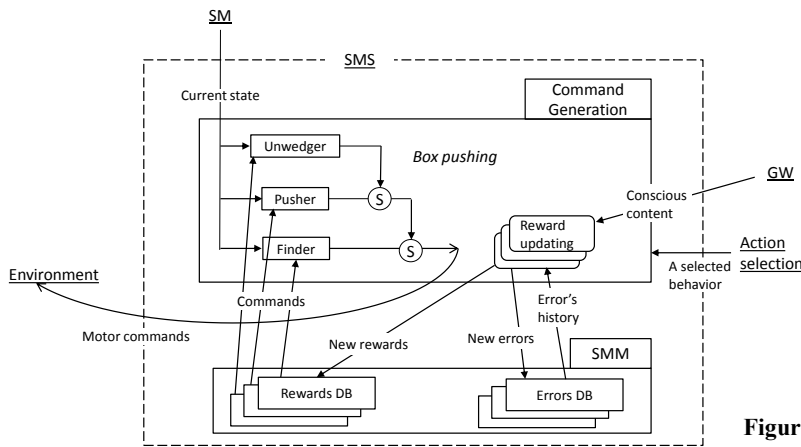 SM
SMS
Current state
Command
Generation
Unwedger
Box pushing
GW
Pusher
S
Conscious
content
Reward
updating
Finder
S
Action
selection
A selected
behavior
Environment
Commands
Error's
history
Motor commands
New rewards
New errors
SMM
Rewards DB
Errors DB
Figur